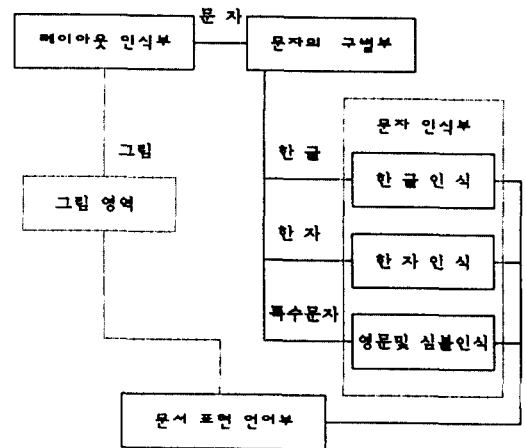 문 자
레이아웃 인식부
문자의 구별부
문자 인식부
그림
한 글
한 글 인 식
그림 영역
한 자
한 자 인 식
특수문자
영문및 심볼인식
문서 표현 언어부